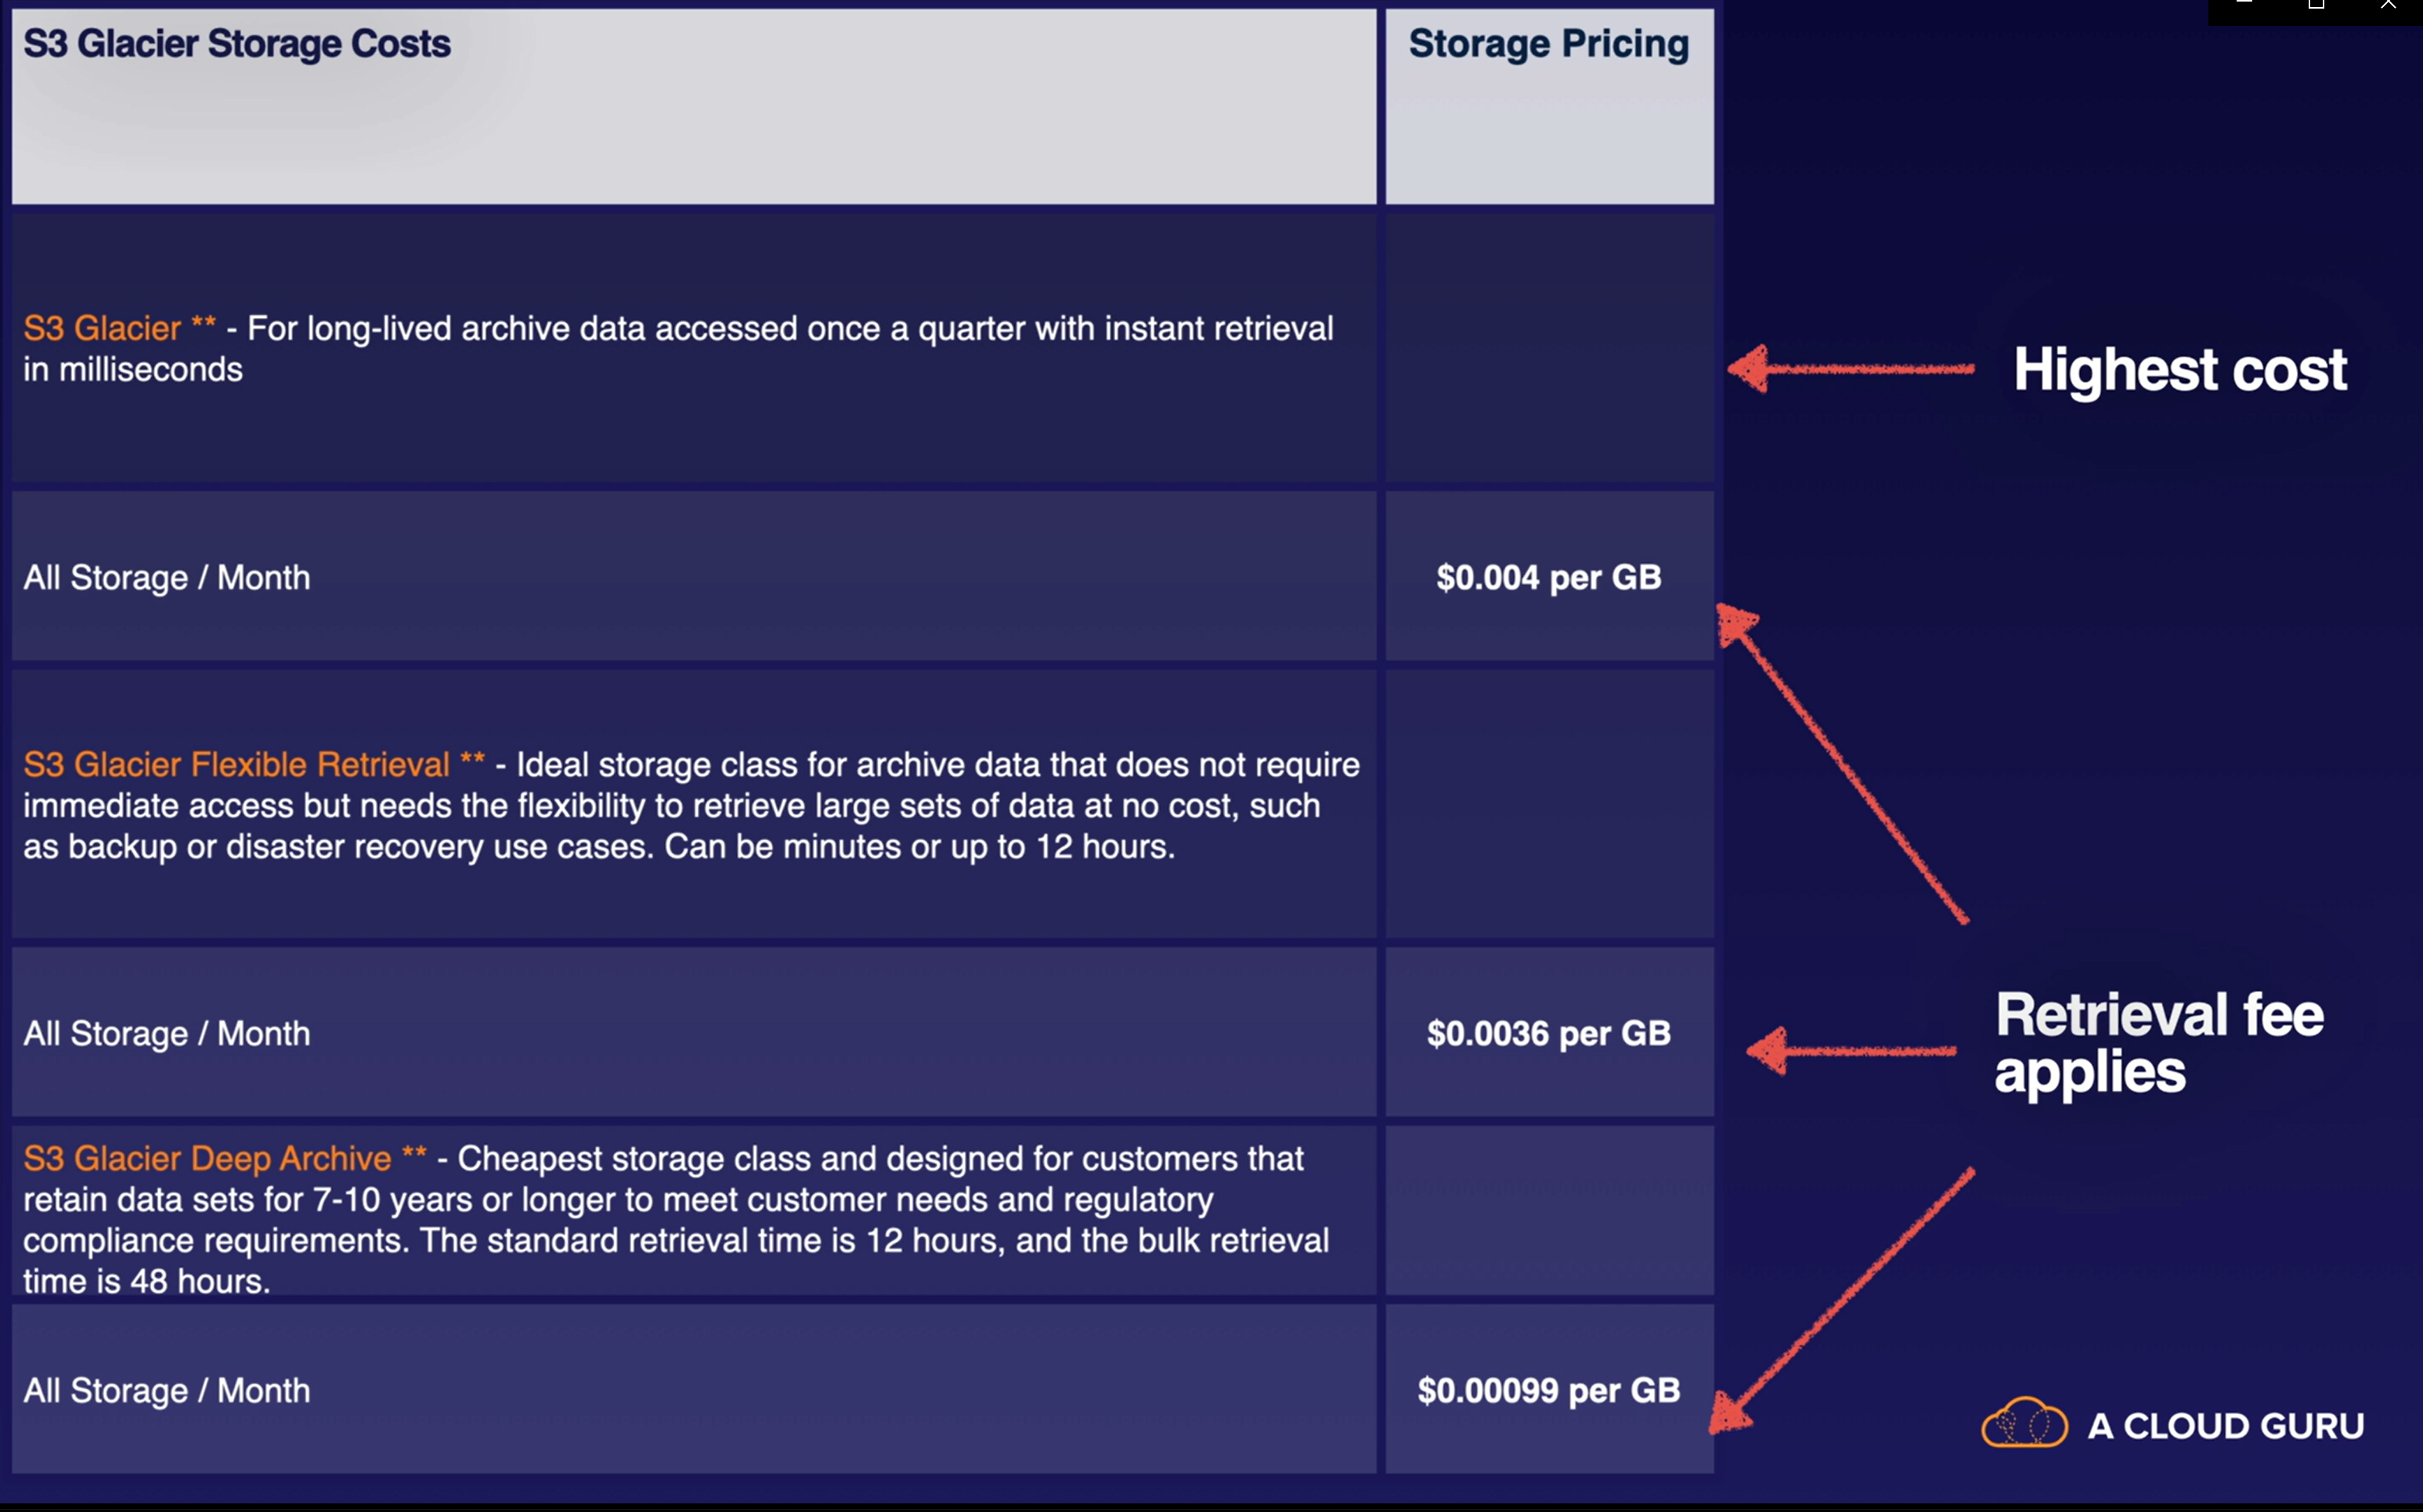 S3 Glacier Storage Costs
Storage Pricing
S3 Glacier ** - For long-lived archive data accessed once a quarter with instant retrieval
in milliseconds
Highest cost
All Storage / Month
$0.004 per GB
S3 Glacier Flexible Retrieval ** - Ideal storage class for archive data that does not require
immediate access but needs the flexibility to retrieve large sets of data at no cost, such
as backup or disaster recovery use cases. Can be minutes or up to 12 hours.
All Storage / Month
$0.0036 per GB
Retrieval fee
applies
S3 Glacier Deep Archive ** - Cheapest storage class and designed for customers that
retain data sets for 7-10 years or longer to meet customer needs and regulatory
compliance requirements. The standard retrieval time is 12 hours, and the bulk retrieval
time is 48 hours.
All Storage / Month
$0.00099 per GB
A CLOUD GURU